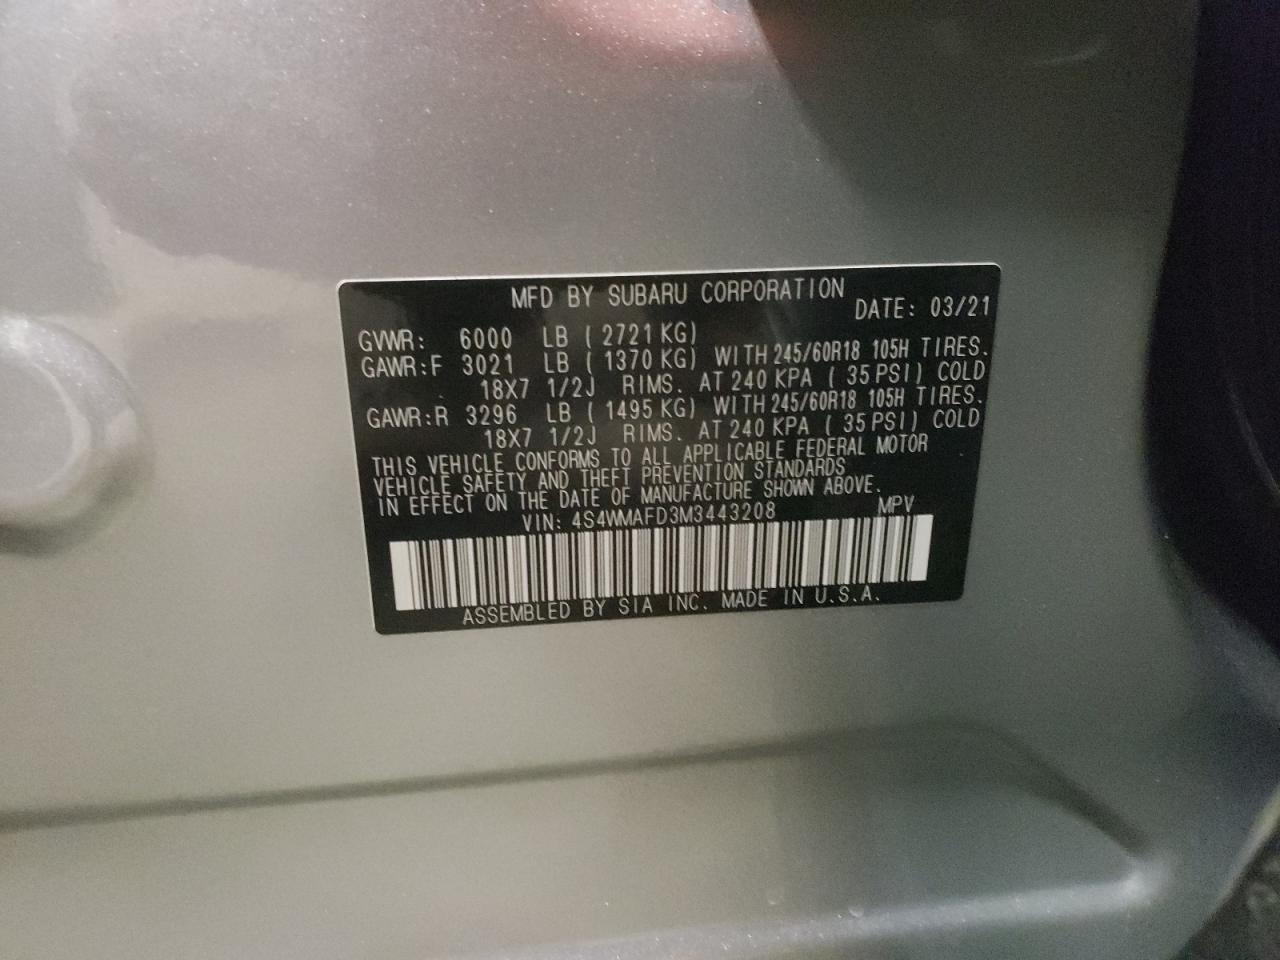 MFD BY SUBARU CORPORATION
DATE: 03/21
GVWR: 6000 LB ( 2721 KG)
GAWR:F 3021 LB ( 1370 KG) WITH 245/60R18 105H TIRES.
18X7 1/2J RIMS. AT 240 KPA ( 35 PSI) COLD
GAWR:R 3296 LB ( 1495 KG) WITH 245/60R18 105H TIRES.
18X7 1/2J RIMS. AT 240 KPA ( 35 PSI) COLD
THIS VEHICLE CONFORMS TO ALL APPLICABLE FEDERAL MOTOR
VEHICLE SAFETY AND THEFT PREVENTION STANDARDS
IN EFFECT ON THE DATE OF MANUFACTURE SHOWN ABOVE.
VIN: 4S4WMAFD3M3443208 MPV
ASSEMBLED BY SIA INC. MADE IN U.S.A.